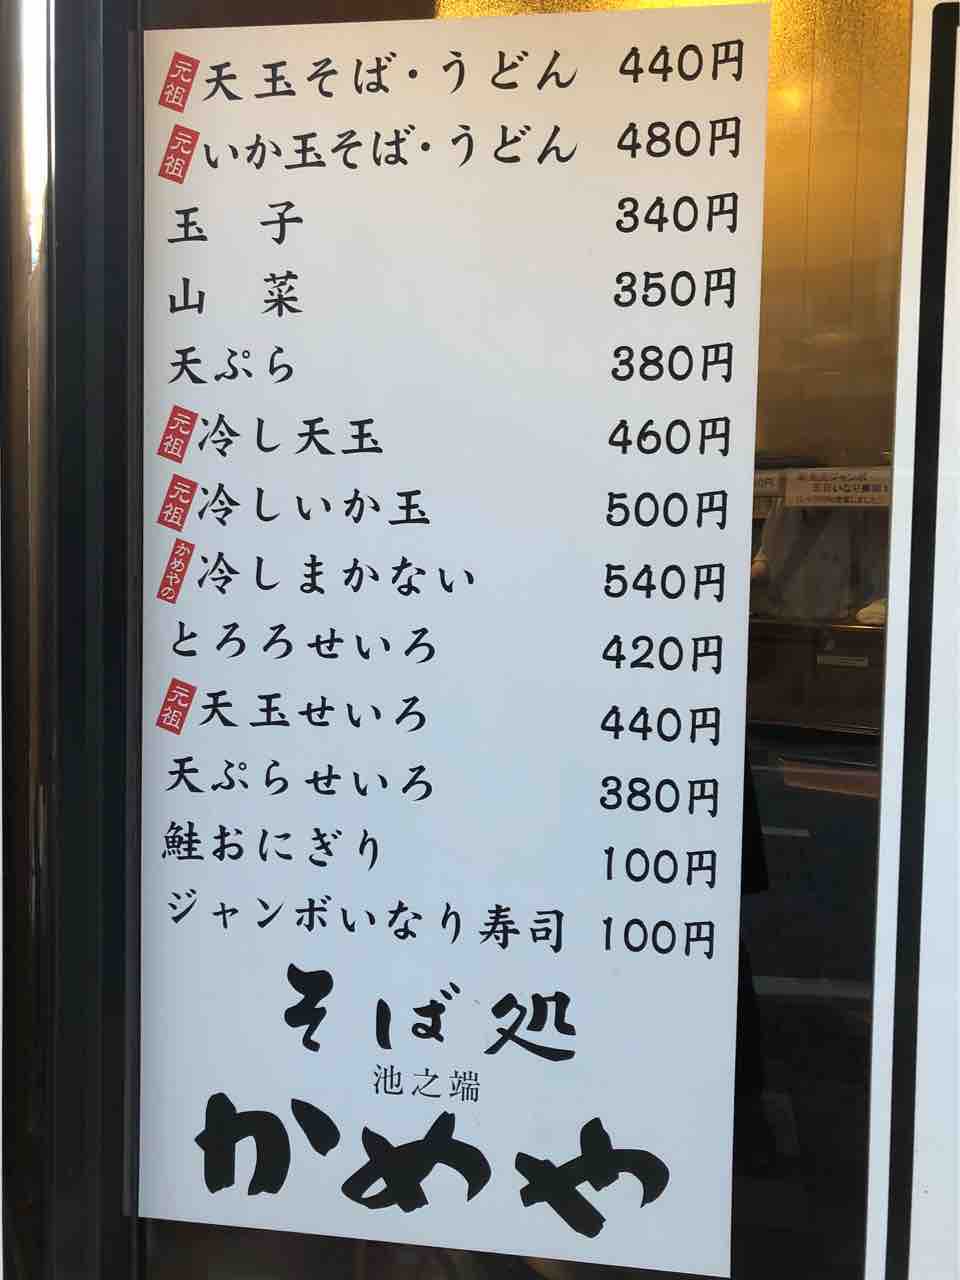 元祖 天玉そば・うどん 440円
元祖 いか玉そば・うどん 480円
玉子 340円
山菜 350円
天ぷら 380円
元祖 冷し天玉 460円
元祖 冷しいか玉 500円
かめやの 冷しまかない 540円
とろろせいろ 420円
元祖 天玉せいろ 440円
天ぷらせいろ 380円
鮭おにぎり 100円
ジャンボいなり寿司 100円
そば処
池之端
かめや